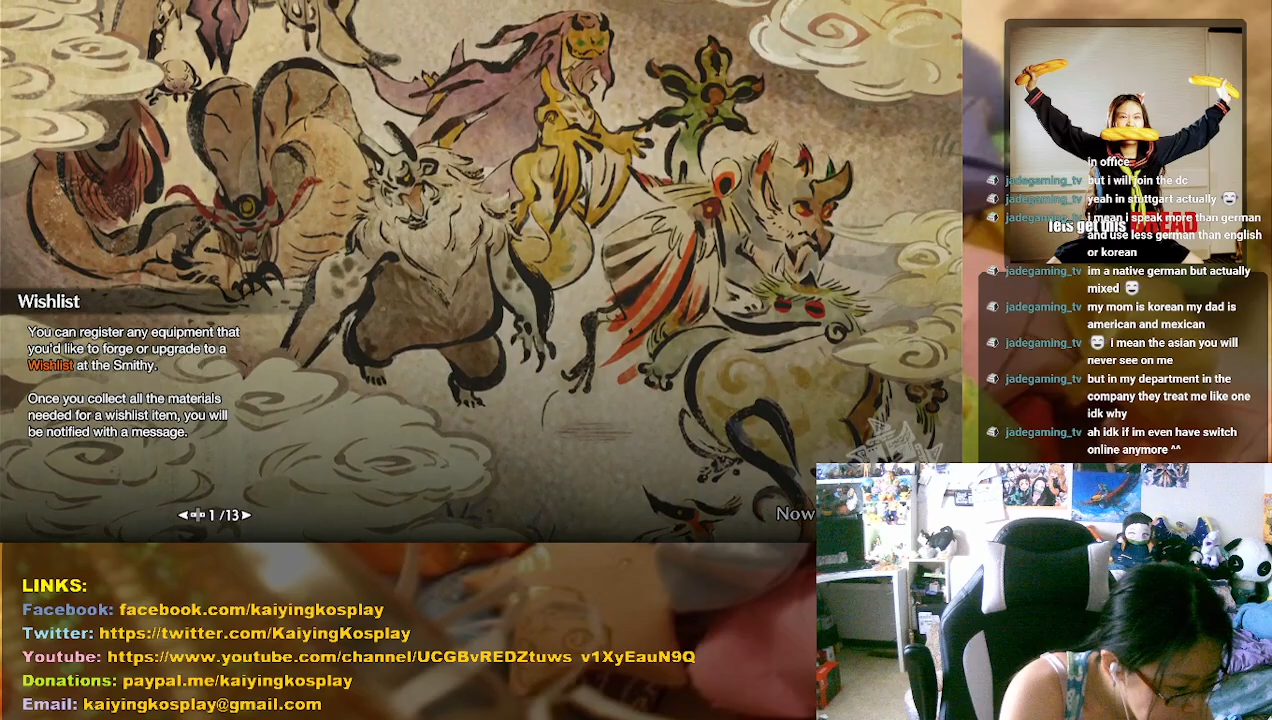 Wishlist
You can register any equipment that
you'd like to forge or upgrade to a
Wishlist at the Smithy.
Once you collect all the materials
needed for a wishlist item, you will
be notified with a message.
1 /13
Now
LINKS:
Facebook: facebook.com/kaiyingkosplay
Twitter: https://twitter.com/KaiyingKosplay
Youtube: https://www.youtube.com/channel/UCGBvREDZtuws_v1XyEauN9Q
Donations: paypal.me/kaiyingkosplay
Email: kaiyingkosplay@gmail.com
in office
jadegaming_tv but i will join the dc
jadegaming_tv yeah in stuttgart actually
jadegaming_tv i mean i speak more than german
and use less german than english
or korean
lets get this BREAD
jadegaming_tv im a native german but actually
mixed
jadegaming_tv my mom is korean my dad is
american and mexican
jadegaming_tv i mean the asian you will
never see on me
jadegaming_tv but in my department in the
company they treat me like one
idk why
jadegaming_tv ah idk if im even have switch
online anymore ^^